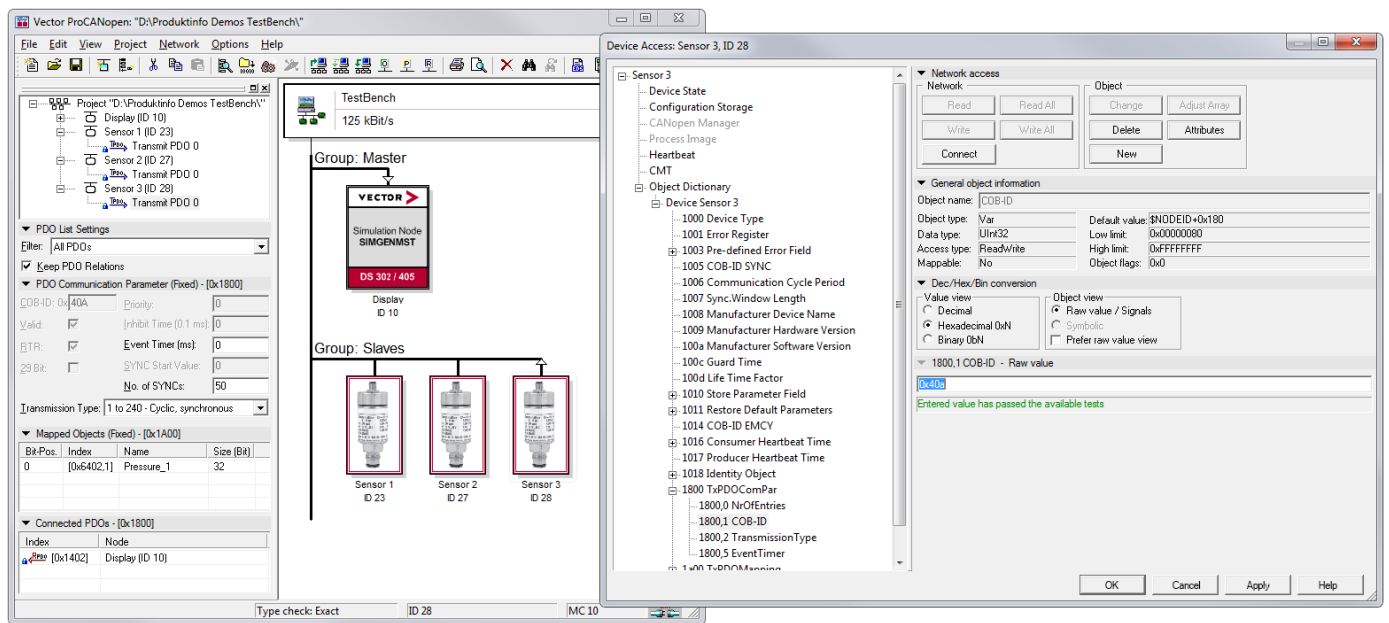 Vector ProCANopen: "D:\Produktinfo Demos TestBench\"
File Edit View Project Network Options Help
Project "D:\Produktinfo Demos TestBench\"
Display (ID 10)
Sensor 1 (ID 23)
TPDO Transmit PDO 0
Sensor 2 (ID 27)
TPDO Transmit PDO 0
Sensor 3 (ID 28)
TPDO Transmit PDO 0
PDO List Settings
Filter: All PDOs
Keep PDO Relations
PDO Communication Parameter (Fixed) - [0x1800]
COB-ID: 0x 40A Priority: 0
Valid: Inhibit Time (0.1 ms): 0
RTR: Event Timer (ms): 0
29 Bit: SYNC Start Value: 0
No. of SYNCs: 50
Transmission Type: 1 to 240 - Cyclic, synchronous
Mapped Objects (Fixed) - [0x1A00]
Bit-Pos. Index Name Size (Bit)
0 [0x6402,1] Pressure_1 32
Connected PDOs - [0x1800]
Index Node
RPDO [0x1402] Display (ID 10)
TestBench
125 kBit/s
Group: Master
VECTOR
Simulation Node
SIMGENMST
DS 302 / 405
Display
ID 10
Group: Slaves
Sensor 1 Sensor 2 Sensor 3
ID 23 ID 27 ID 28
Type check: Exact ID 28 MC 10
Device Access: Sensor 3, ID 28
Sensor 3
Device State
Configuration Storage
CANopen Manager
Process Image
Heartbeat
CMT
Object Dictionary
Device Sensor 3
1000 Device Type
1001 Error Register
1003 Pre-defined Error Field
1005 COB-ID SYNC
1006 Communication Cycle Period
1007 Sync.Window Length
1008 Manufacturer Device Name
1009 Manufacturer Hardware Version
100a Manufacturer Software Version
100c Guard Time
100d Life Time Factor
1010 Store Parameter Field
1011 Restore Default Parameters
1014 COB-ID EMCY
1016 Consumer Heartbeat Time
1017 Producer Heartbeat Time
1018 Identity Object
1800 TxPDOComPar
1800,0 NrOfEntries
1800,1 COB-ID
1800,2 TransmissionType
1800,5 EventTimer
1a00 TxPDOMapping
Network access
Network Object
Read Read All Change Adjust Array
Write Write All Delete Attributes
Connect New
General object information
Object name: COB-ID
Object type: Var Default value: $NODEID+0x180
Data type: UInt32 Low limit: 0x00000080
Access type: ReadWrite High limit: 0xFFFFFFFF
Mappable: No Object flags: 0x0
Dec/Hex/Bin conversion
Value view Object view
Decimal Raw value / Signals
Hexadecimal 0xN Symbolic
Binary 0bN Prefer raw value view
1800,1 COB-ID - Raw value
0x40a
Entered value has passed the available tests
OK Cancel Apply Help